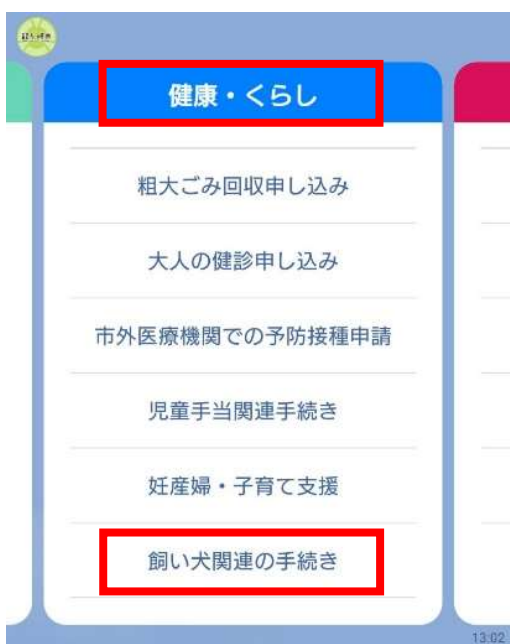 健康・くらし
粗大ごみ回収申し込み
大人の健診申し込み
市外医療機関での予防接種申請
児童手当関連手続き
妊産婦・子育て支援
飼い犬関連の手続き
13:02